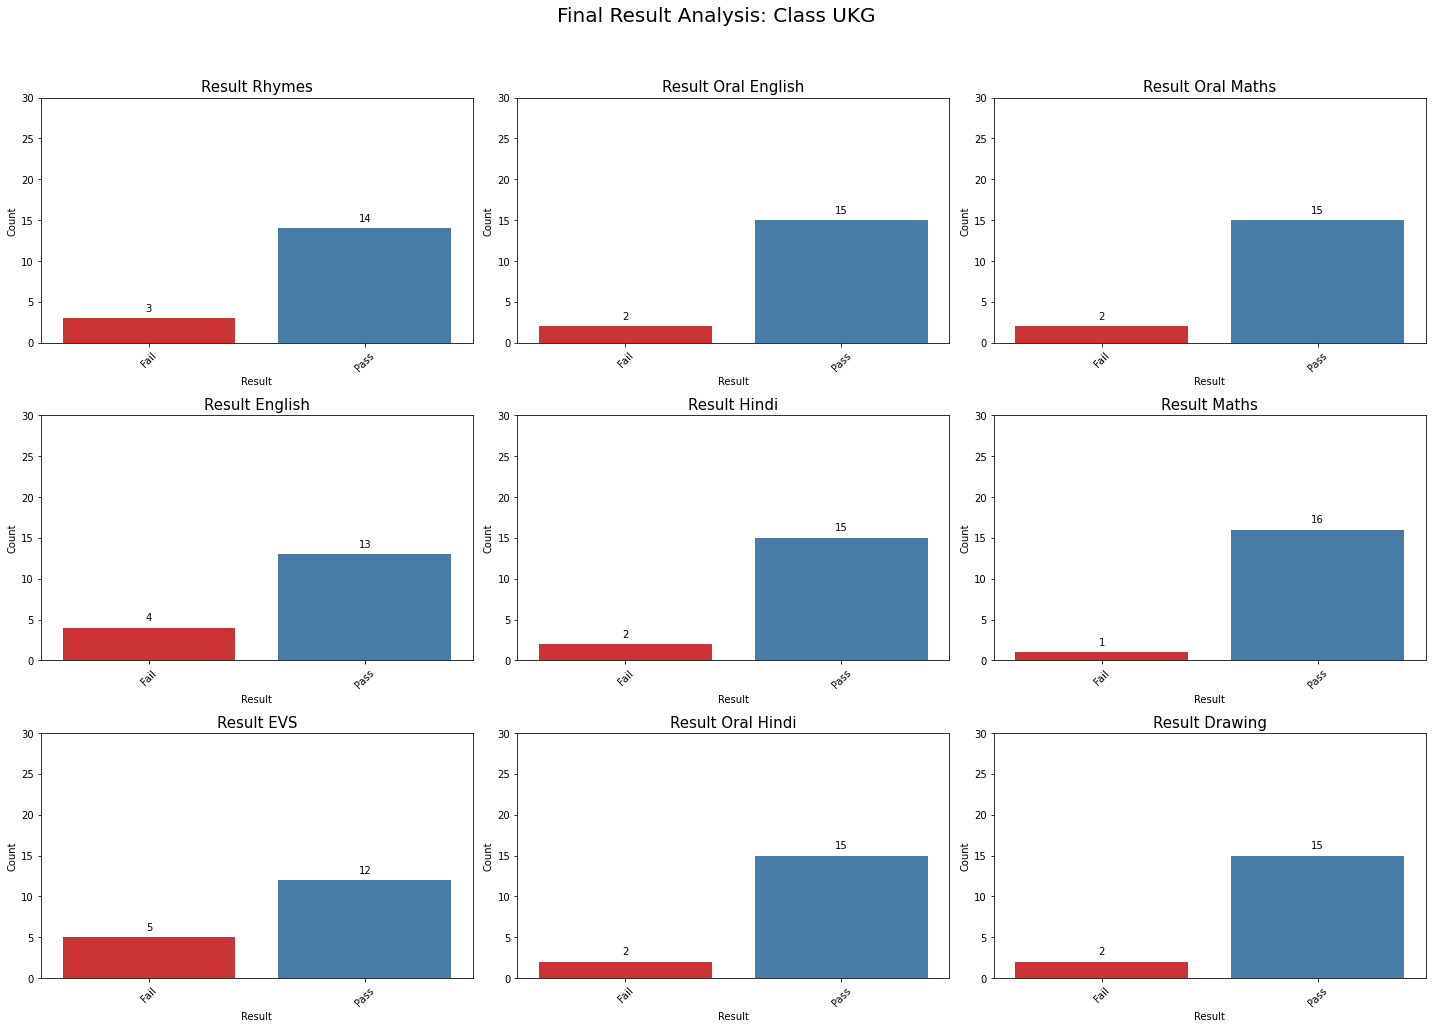 Final Result Analysis: Class UKG
Result Rhymes
30
25
20
15
10
5
0
Count
3
14
Fail
Pass
Result
Result Oral English
30
25
20
15
10
5
0
Count
2
15
Fail
Pass
Result
Result Oral Maths
30
25
20
15
10
5
0
Count
2
15
Fail
Pass
Result
Result English
30
25
20
15
10
5
0
Count
4
13
Fail
Pass
Result
Result Hindi
30
25
20
15
10
5
0
Count
2
15
Fail
Pass
Result
Result Maths
30
25
20
15
10
5
0
Count
1
16
Fail
Pass
Result
Result EVS
30
25
20
15
10
5
0
Count
5
12
Fail
Pass
Result
Result Oral Hindi
30
25
20
15
10
5
0
Count
2
15
Fail
Pass
Result
Result Drawing
30
25
20
15
10
5
0
Count
2
15
Fail
Pass
Result